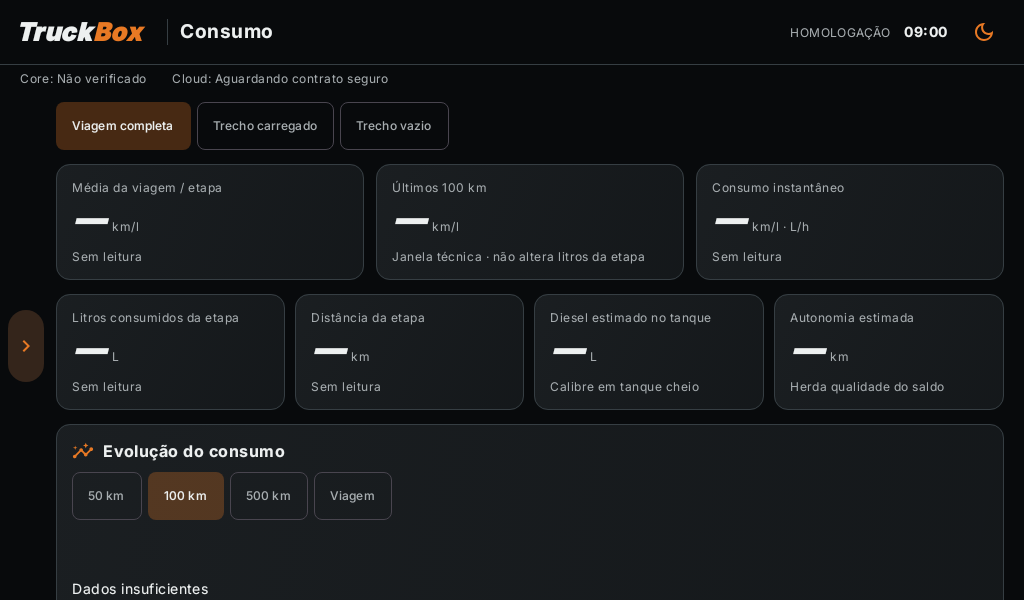 TruckBox Consumo HOMOLOGAÇÃO 09:00
Core: Não verificado Cloud: Aguardando contrato seguro
Viagem completa Trecho carregado Trecho vazio
Média da viagem / etapa
— km/l
Sem leitura
Últimos 100 km
— km/l
Janela técnica · não altera litros da etapa
Consumo instantâneo
— km/l · L/h
Sem leitura
Litros consumidos da etapa
— L
Sem leitura
Distância da etapa
— km
Sem leitura
Diesel estimado no tanque
— L
Calibre em tanque cheio
Autonomia estimada
— km
Herda qualidade do saldo
Evolução do consumo
50 km 100 km 500 km Viagem
Dados insuficientes